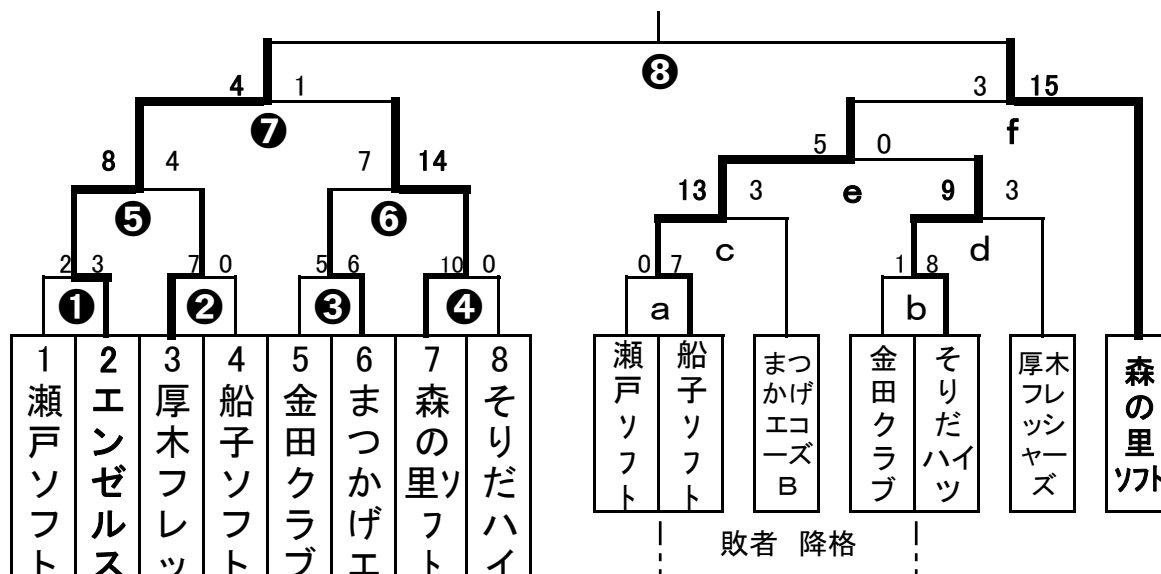 ❽
4 1
3 15
❼
f
8 4
7 14
5 0
❺
❻
13 3
e
9 3
2 3
7 0
5 6
10 0
c
d
0 7
1 8
❶
❷
❸
❹
a
b
1 瀬戸ソフト
2 エンゼルス
3 厚木フレッ
4 船子ソフト
5 金田クラブ
6 まつかげエ
7 森の里ソフト
8 そりだハイ
瀬戸ソフト
船子ソフト
まつかげエコーズB
金田クラブ
そりだハイツ
厚木フレッシャーズ
森の里ソフト
敗者 降格